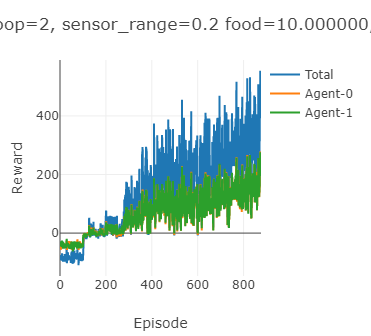 oop=2, sensor_range=0.2 food=10.000000,
Total
Agent-0
Agent-1
400
200
0
Reward
0
200
400
600
800
Episode